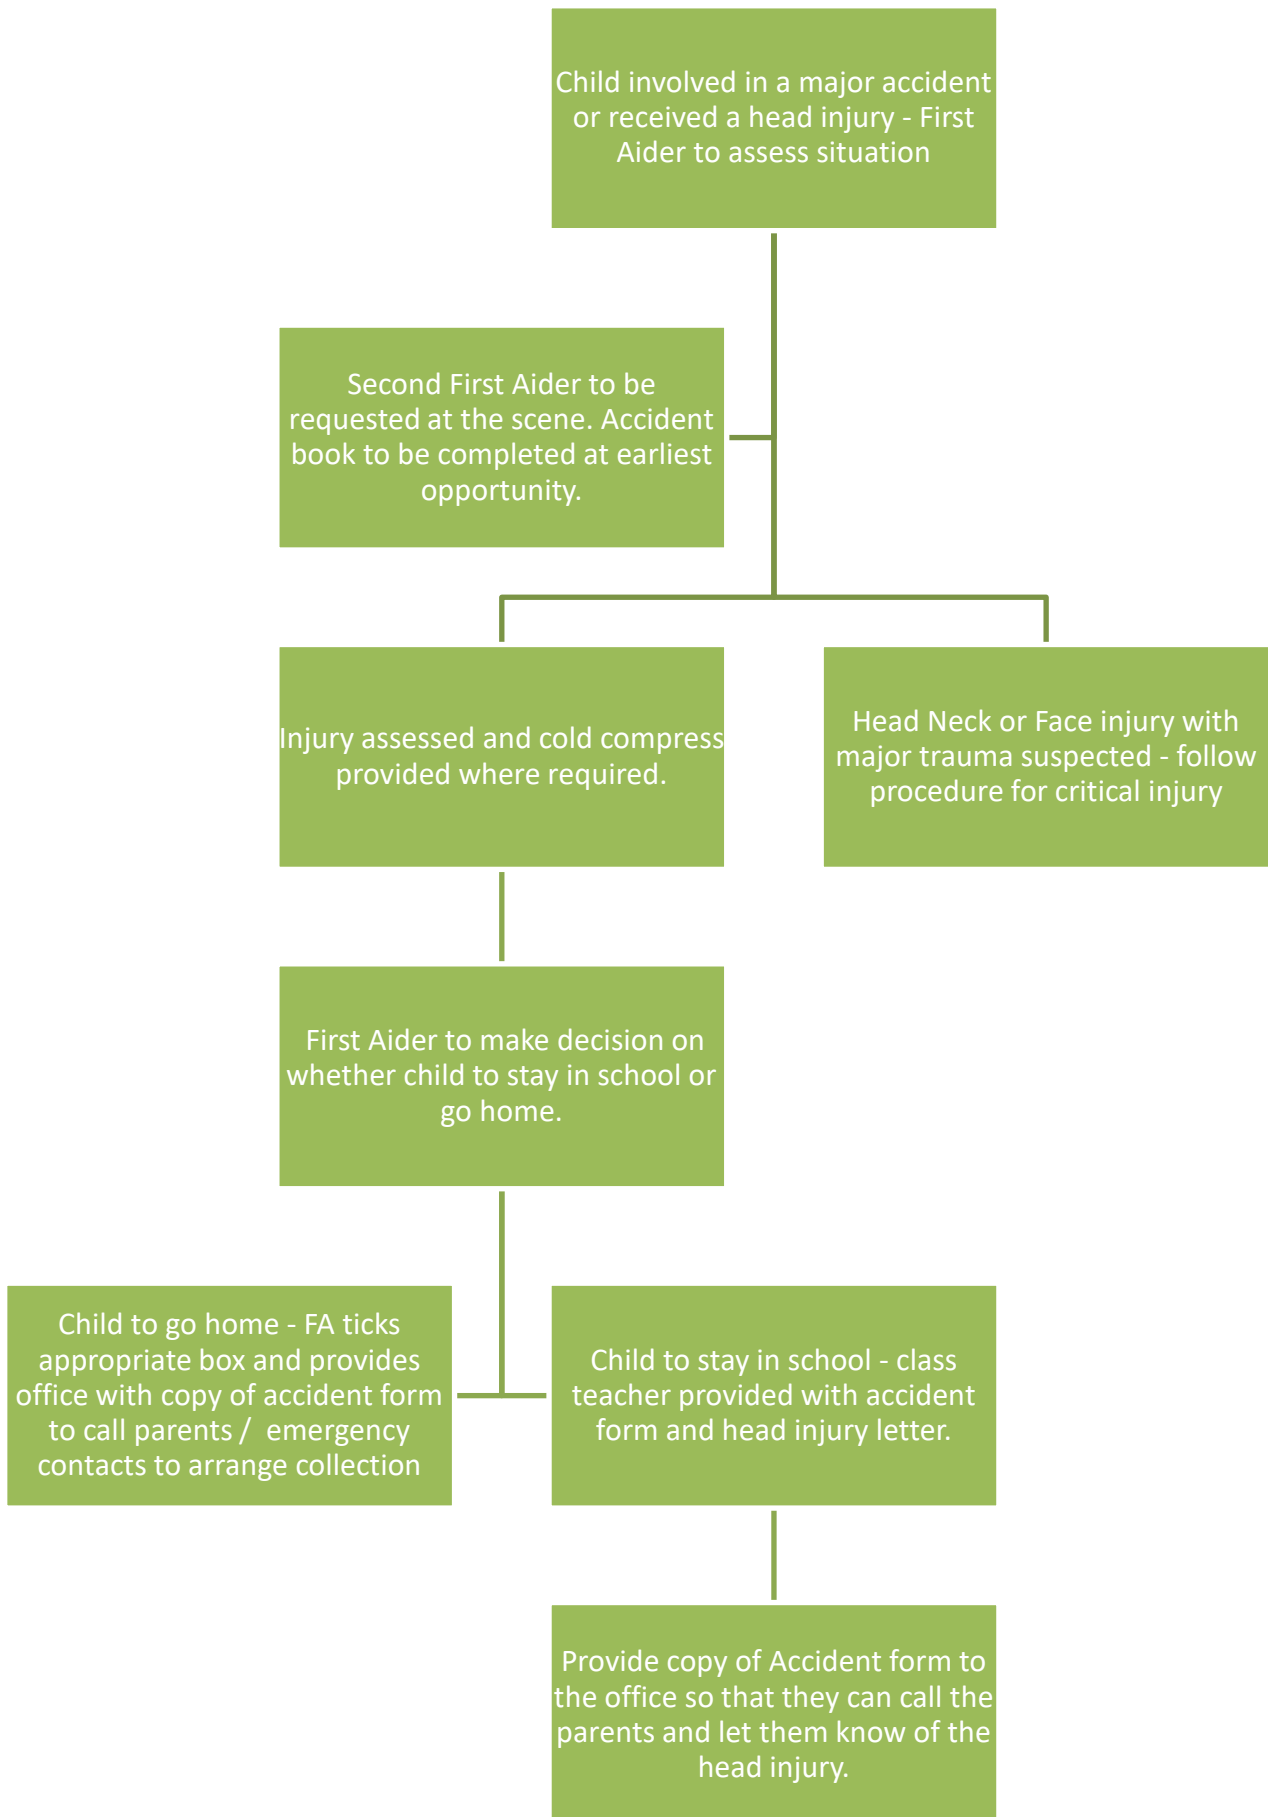 Child involved in a major accident
or received a head injury - First
Aider to assess situation
Second First Aider to be
requested at the scene. Accident
book to be completed at earliest
opportunity.
Injury assessed and cold compress
provided where required.
Head Neck or Face injury with
major trauma suspected - follow
procedure for critical injury
First Aider to make decision on
whether child to stay in school or
go home.
Child to go home - FA ticks
appropriate box and provides
office with copy of accident form
to call parents / emergency
contacts to arrange collection
Child to stay in school - class
teacher provided with accident
form and head injury letter.
Provide copy of Accident form to
the office so that they can call the
parents and let them know of the
head injury.